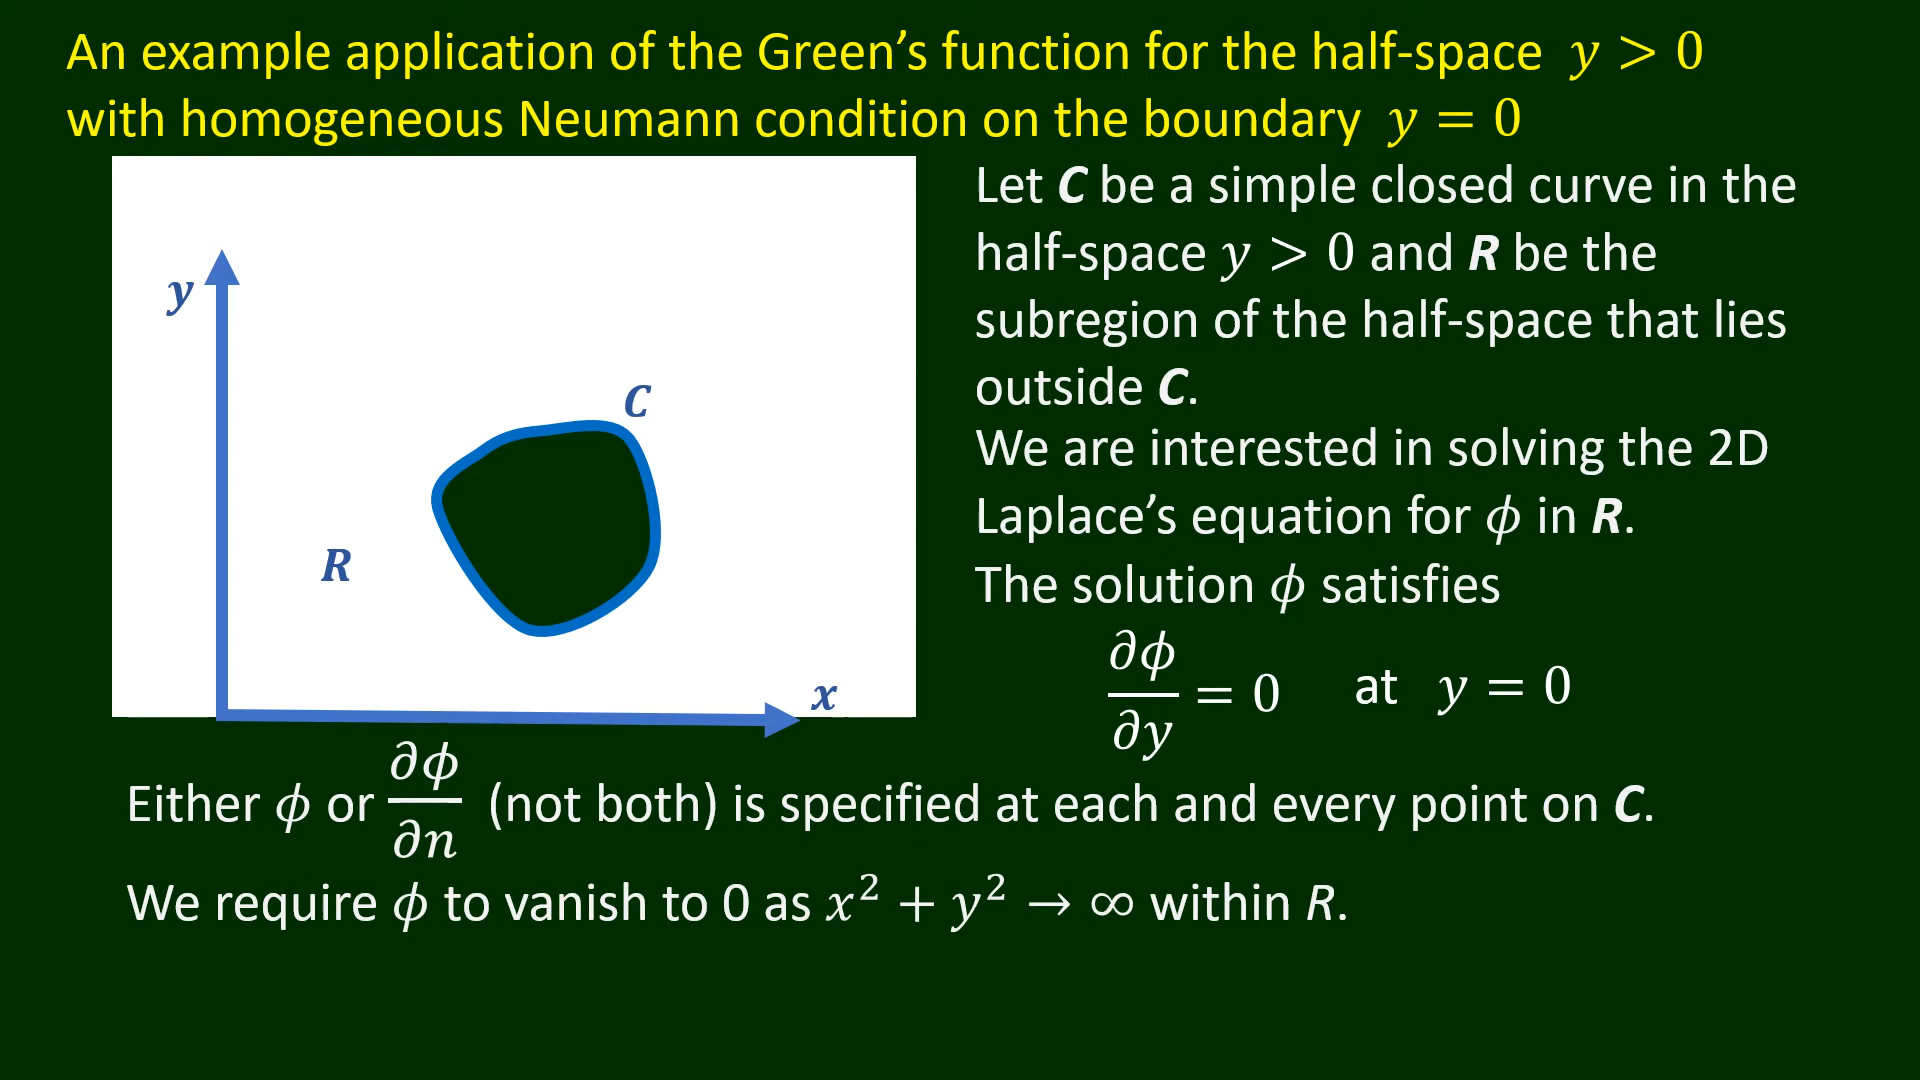 An example application of the Green’s function for the half-space y > 0
with homogeneous Neumann condition on the boundary y = 0
y
C
R
x
Let C be a simple closed curve in the
half-space y > 0 and R be the
subregion of the half-space that lies
outside C.
We are interested in solving the 2D
Laplace’s equation for ϕ in R.
The solution ϕ satisfies
∂ϕ/∂y = 0 at y = 0
Either ϕ or ∂ϕ/∂n (not both) is specified at each and every point on C.
We require ϕ to vanish to 0 as x² + y² → ∞ within R.